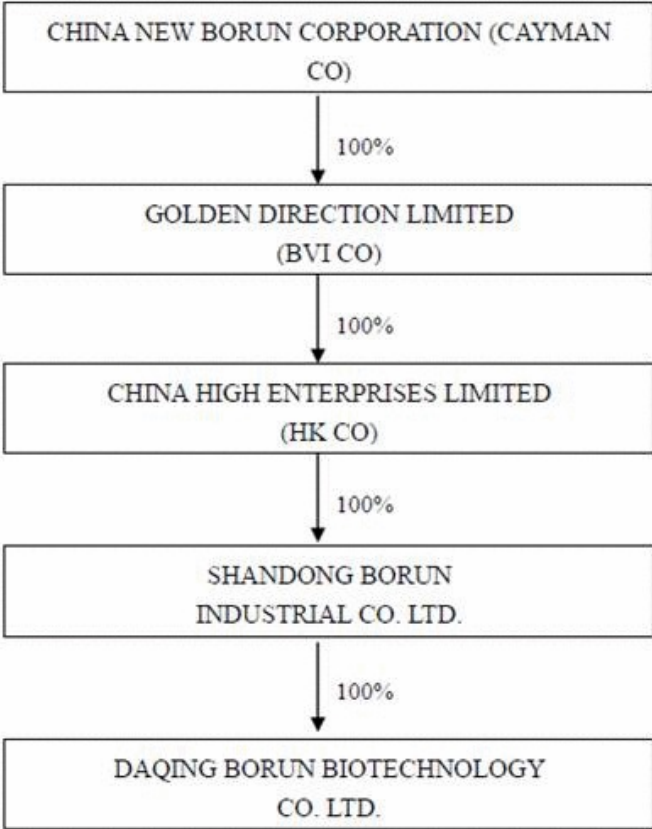 CHINA NEW BORUN CORPORATION (CAYMAN
CO)
100%
GOLDEN DIRECTION LIMITED
(BVI CO)
100%
CHINA HIGH ENTERPRISES LIMITED
(HK CO)
100%
SHANDONG BORUN
INDUSTRIAL CO. LTD.
100%
DAQING BORUN BIOTECHNOLOGY
CO. LTD.